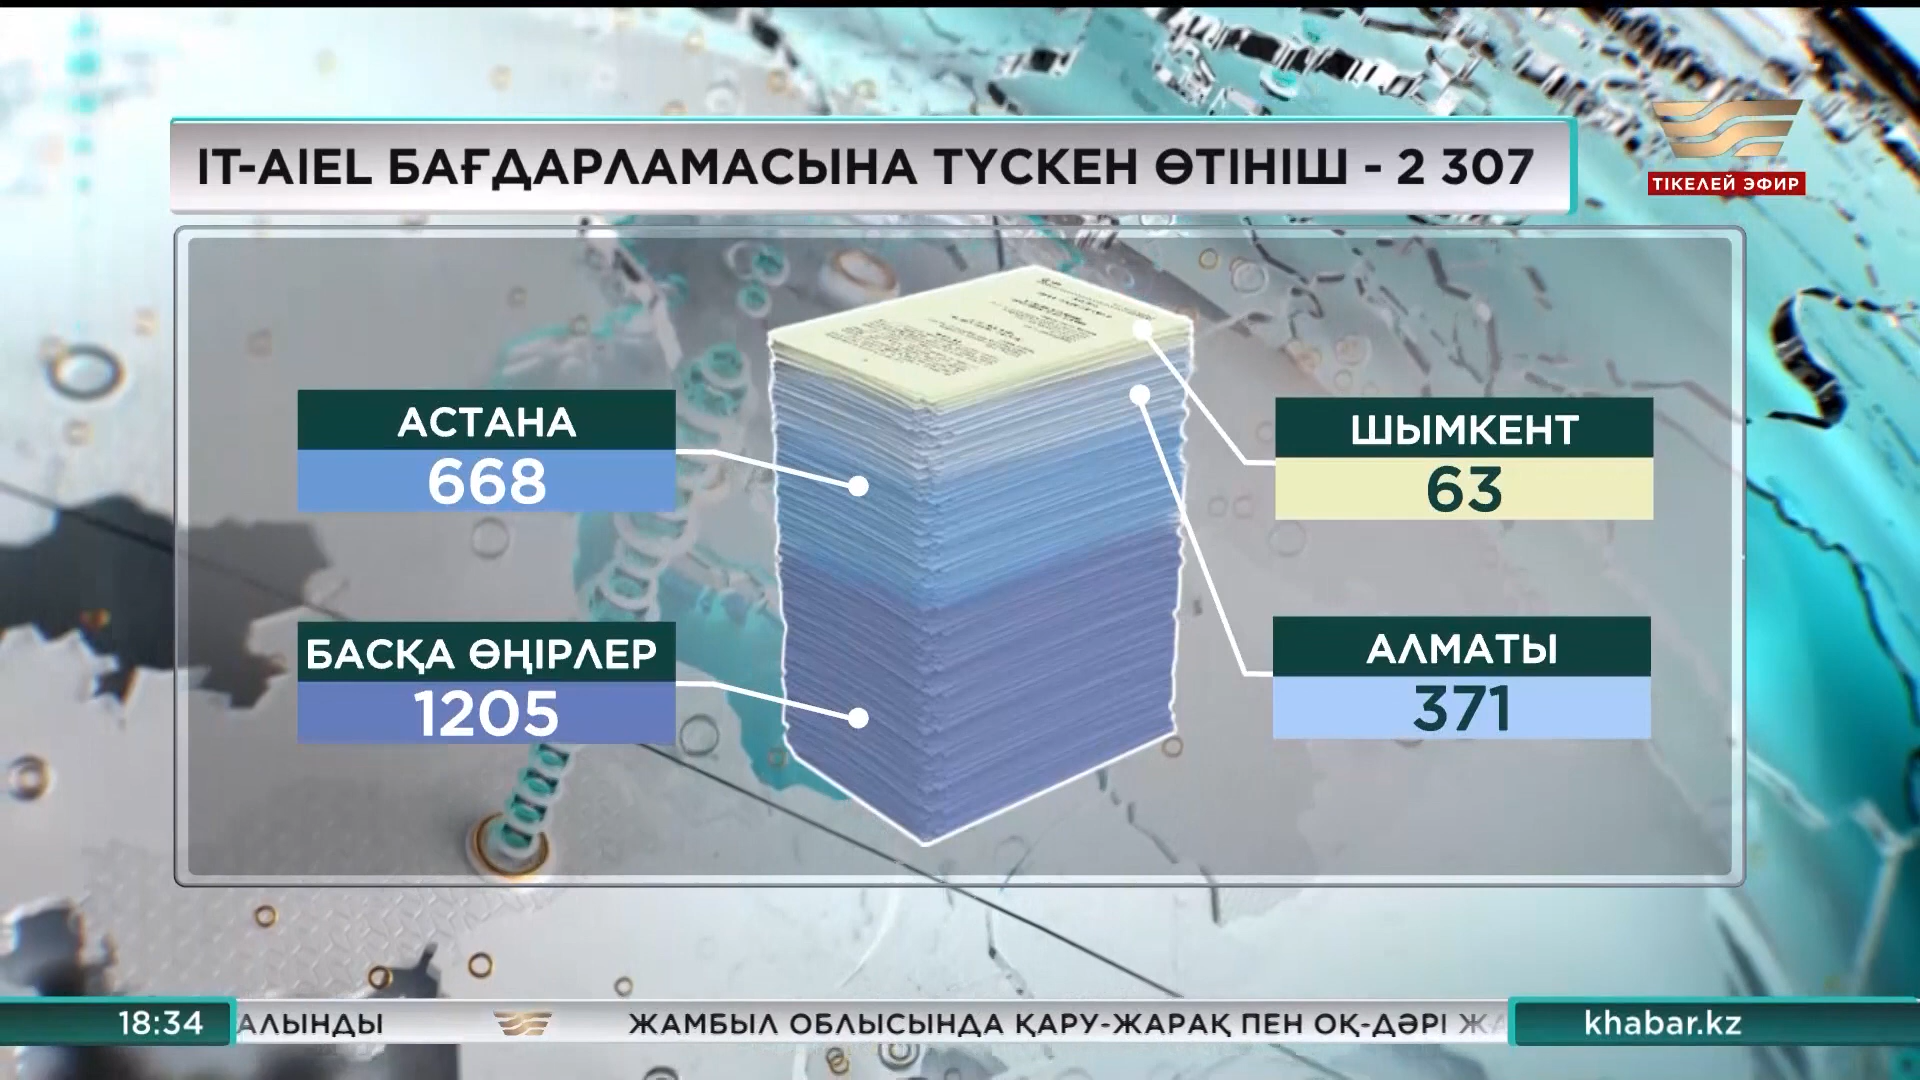 IT-AIEL БАҒДАРЛАМАСЫНА ТҮСКЕН ӨТІНІШ - 2 307
ТІКЕЛЕЙ ЭФИР
АСТАНА
668
ШЫМКЕНТ
63
БАСҚА ӨҢІРЛЕР
1205
АЛМАТЫ
371
18:34
АЛЫНДЫ
ЖАМБЫЛ ОБЛЫСЫНДА ҚАРУ-ЖАРАҚ ПЕН ОҚ-ДӘРІ
khabar.kz